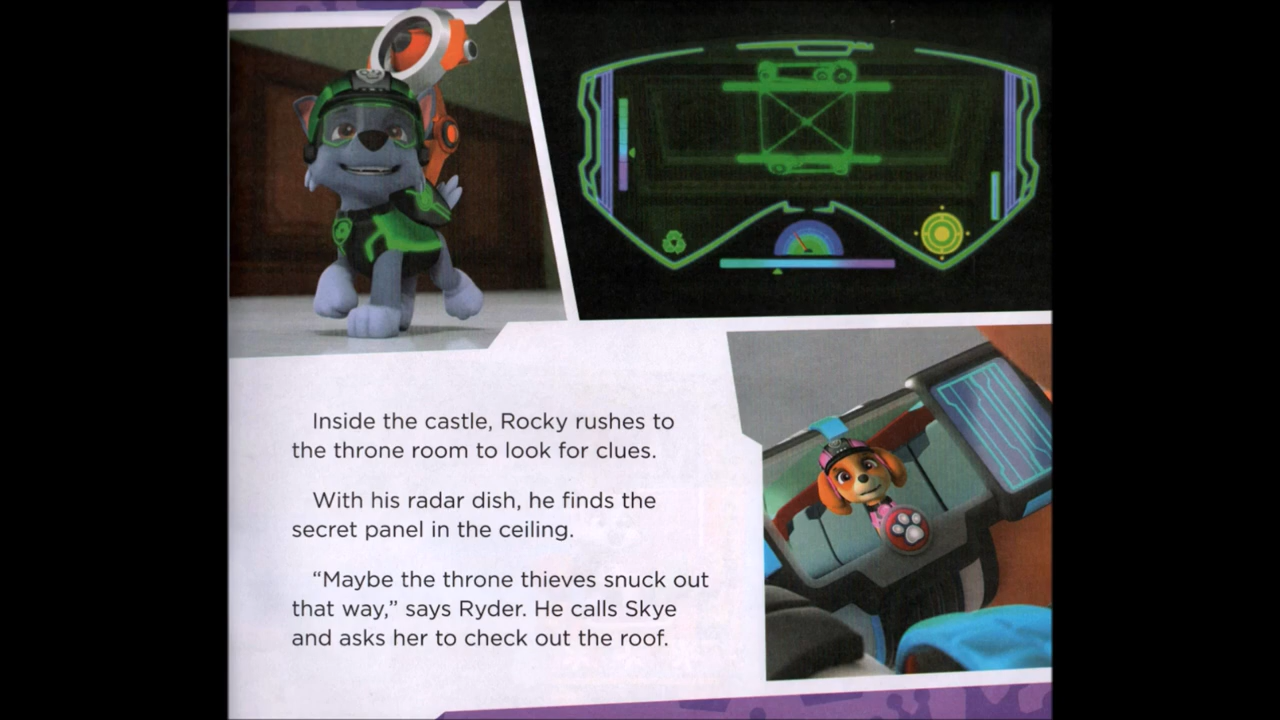 Inside the castle, Rocky rushes to
the throne room to look for clues.
With his radar dish, he finds the
secret panel in the ceiling.
“Maybe the throne thieves snuck out
that way,” says Ryder. He calls Skye
and asks her to check out the roof.